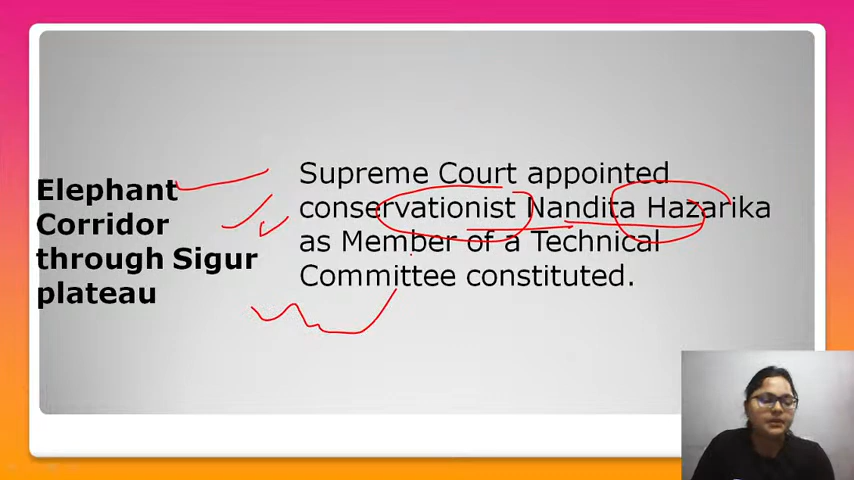 Elephant
Corridor
through Sigur
plateau
Supreme Court appointed
conservationist Nandita Hazarika
as Member of a Technical
Committee constituted.